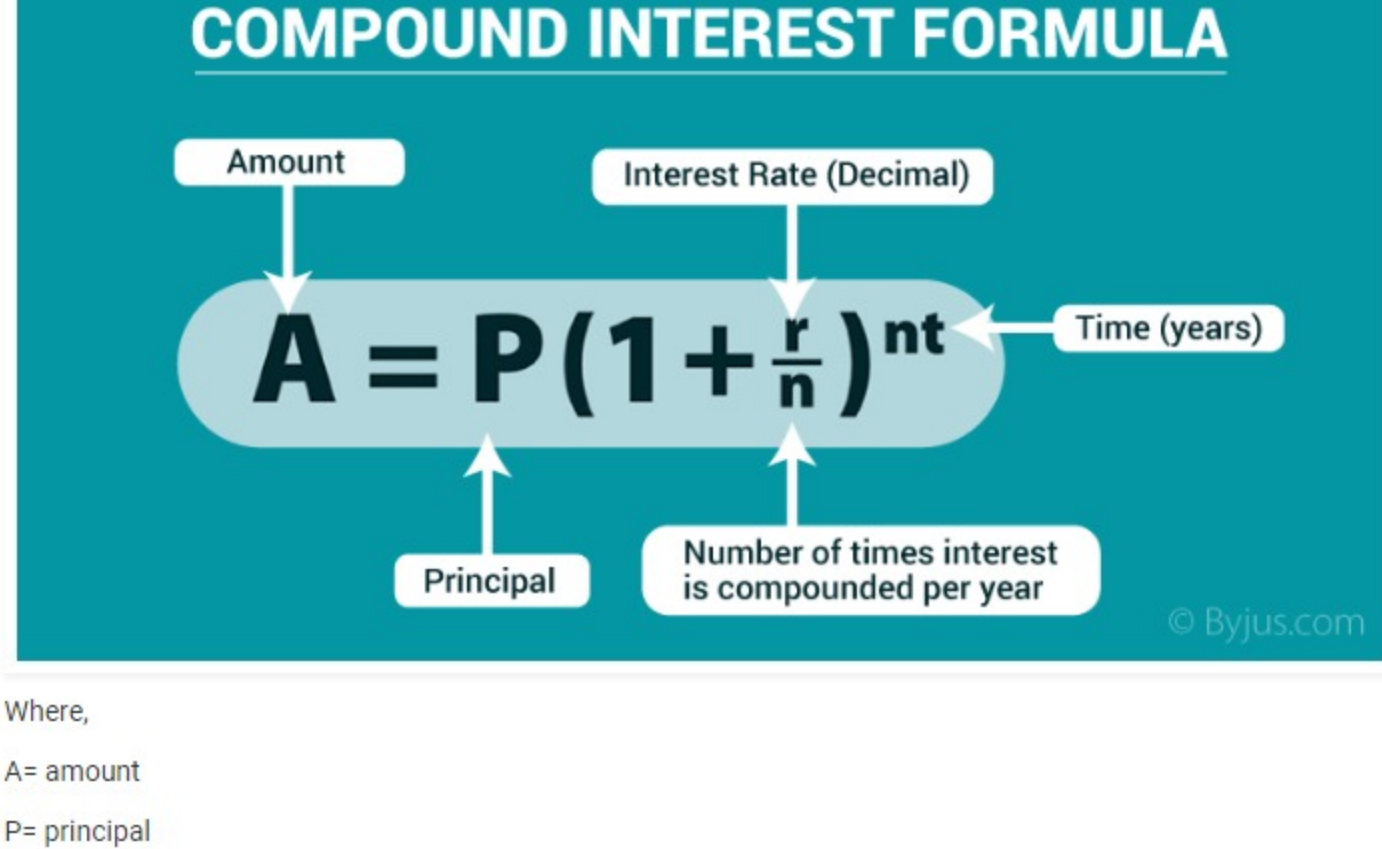 COMPOUND INTEREST FORMULA
Amount
Interest Rate (Decimal)
A = P(1+r/n)^nt
Time (years)
Principal
Number of times interest
is compounded per year
© Byjus.com
Where,
A= amount
P= principal